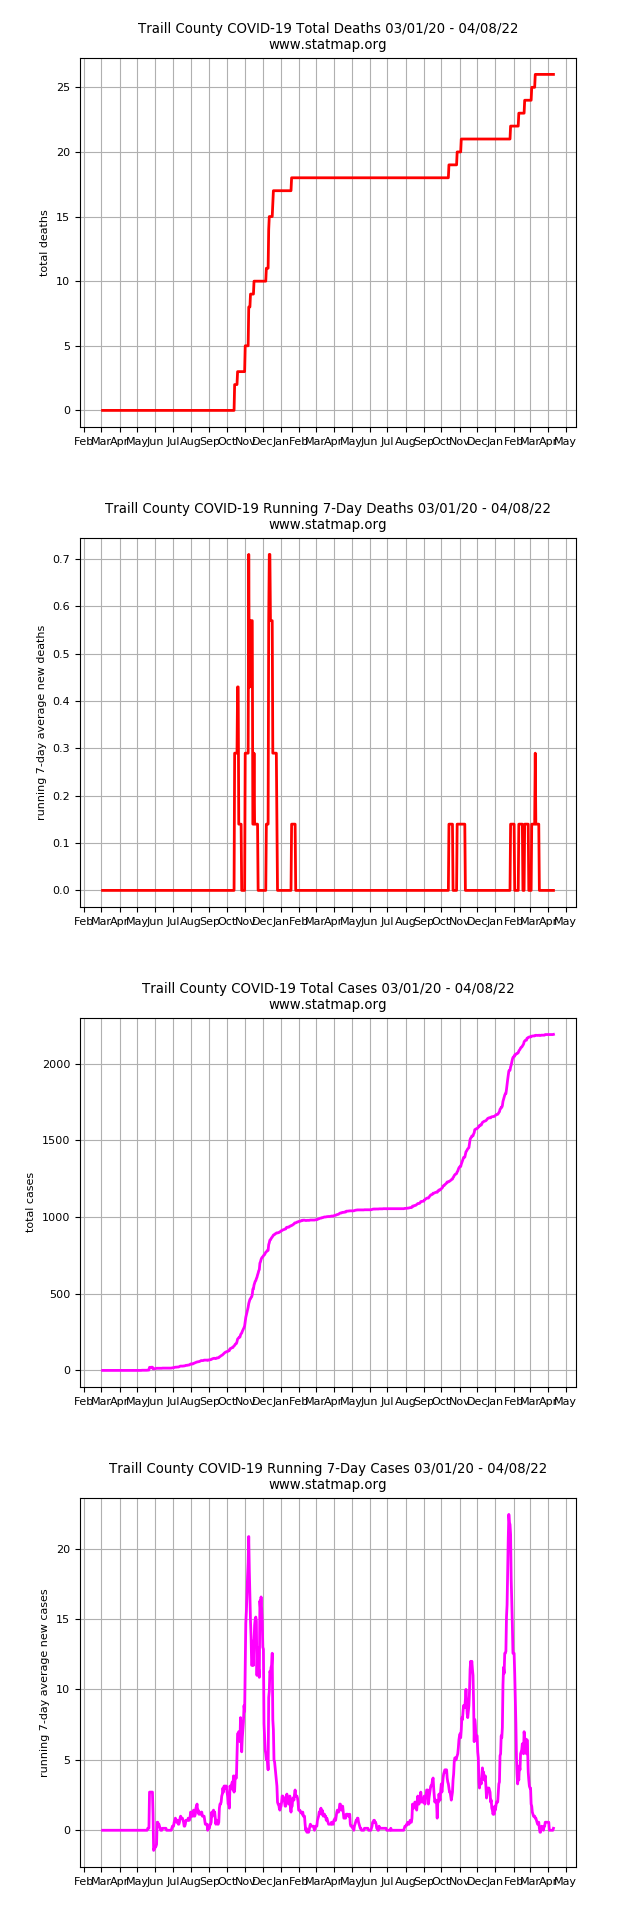 Traill County COVID-19 Total Deaths 03/01/20 - 04/08/22
www.statmap.org
25
20
15
10
5
0
total deaths
Feb Mar Apr May Jun Jul Aug Sep Oct Nov Dec Jan Feb Mar Apr May Jun Jul Aug Sep Oct Nov Dec Jan Feb Mar Apr May
Traill County COVID-19 Running 7-Day Deaths 03/01/20 - 04/08/22
www.statmap.org
0.7
0.6
0.5
0.4
0.3
0.2
0.1
0.0
running 7-day average new deaths
Feb Mar Apr May Jun Jul Aug Sep Oct Nov Dec Jan Feb Mar Apr May Jun Jul Aug Sep Oct Nov Dec Jan Feb Mar Apr May
Traill County COVID-19 Total Cases 03/01/20 - 04/08/22
www.statmap.org
2000
1500
1000
500
0
total cases
Feb Mar Apr May Jun Jul Aug Sep Oct Nov Dec Jan Feb Mar Apr May Jun Jul Aug Sep Oct Nov Dec Jan Feb Mar Apr May
Traill County COVID-19 Running 7-Day Cases 03/01/20 - 04/08/22
www.statmap.org
20
15
10
5
0
running 7-day average new cases
Feb Mar Apr May Jun Jul Aug Sep Oct Nov Dec Jan Feb Mar Apr May Jun Jul Aug Sep Oct Nov Dec Jan Feb Mar Apr May